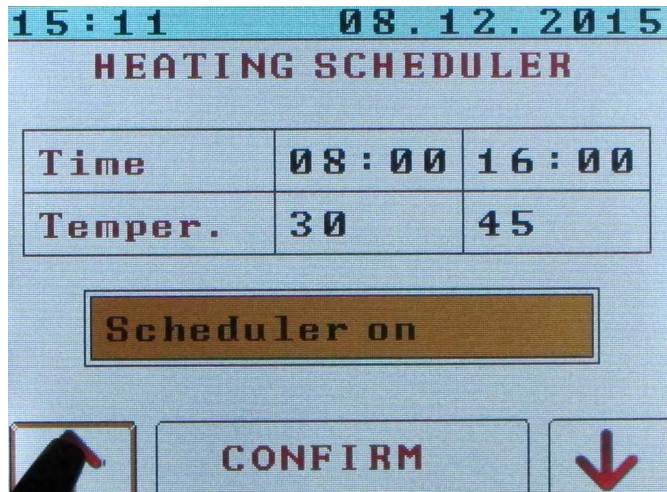 15:11 08.12.2015
HEATING SCHEDULER
Time 08:00 16:00
Temper. 30 45
Scheduler on
CONFIRM